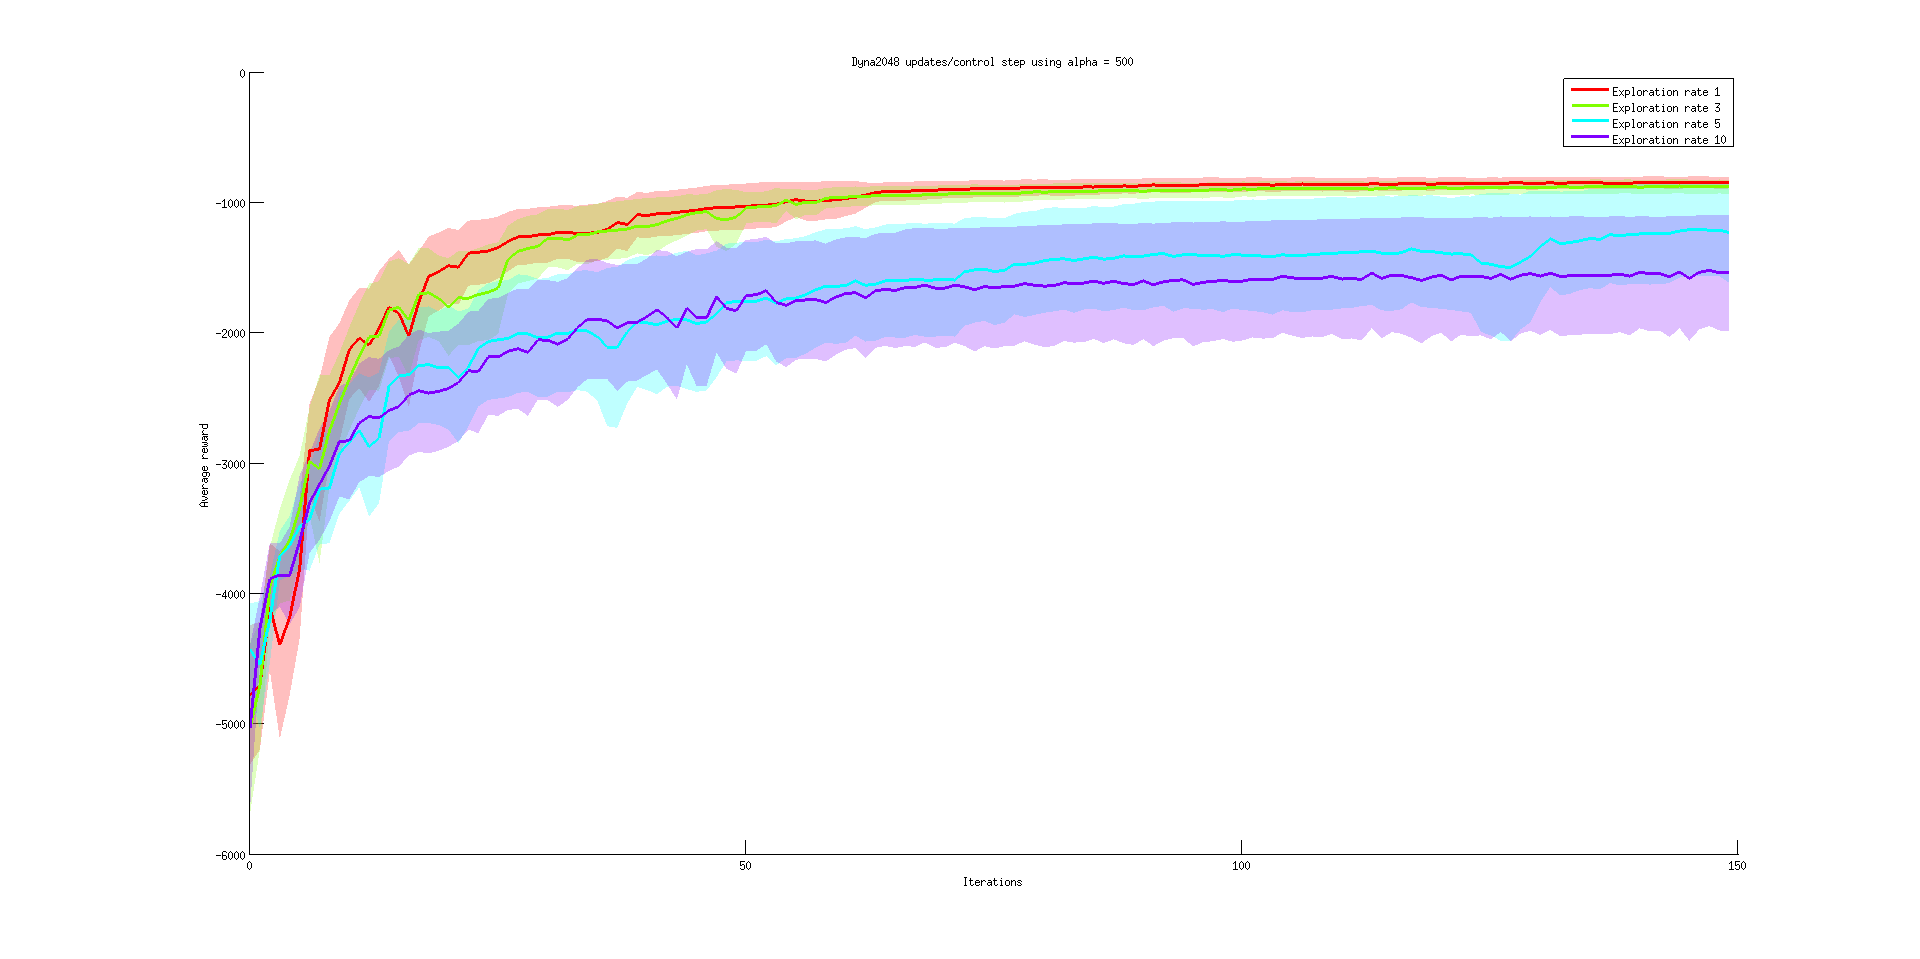 Dyna2048 updates/control step using alpha = 500
Exploration rate 1
Exploration rate 3
Exploration rate 5
Exploration rate 10
0
-1000
-2000
-3000
-4000
-5000
-6000
Average reward
0
50
100
150
Iterations